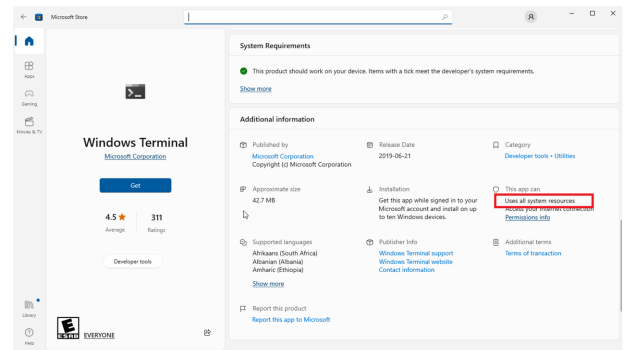 Microsoft Store
Apps
Gaming
Movies & TV
Library
Help
Windows Terminal
Microsoft Corporation
Get
4.5 ★
311
Average
Ratings
Developer tools
E
ESRB
EVERYONE
System Requirements
This product should work on your device. Items with a tick meet the developer's system requirements.
Show more
Additional information
Published by
Microsoft Corporation
Copyright (c) Microsoft Corporation
Release Date
2019-06-21
Category
Developer tools • Utilities
Approximate size
42.7 MB
Installation
Get this app while signed in to your
Microsoft account and install on up
to ten Windows devices.
This app can
Uses all system resources
Access your Internet connection
Permissions info
Supported languages
Afrikaans (South Africa)
Albanian (Albania)
Amharic (Ethiopia)
Show more
Publisher Info
Windows Terminal support
Windows Terminal website
Contact information
Additional terms
Terms of transaction
Report this product
Report this app to Microsoft